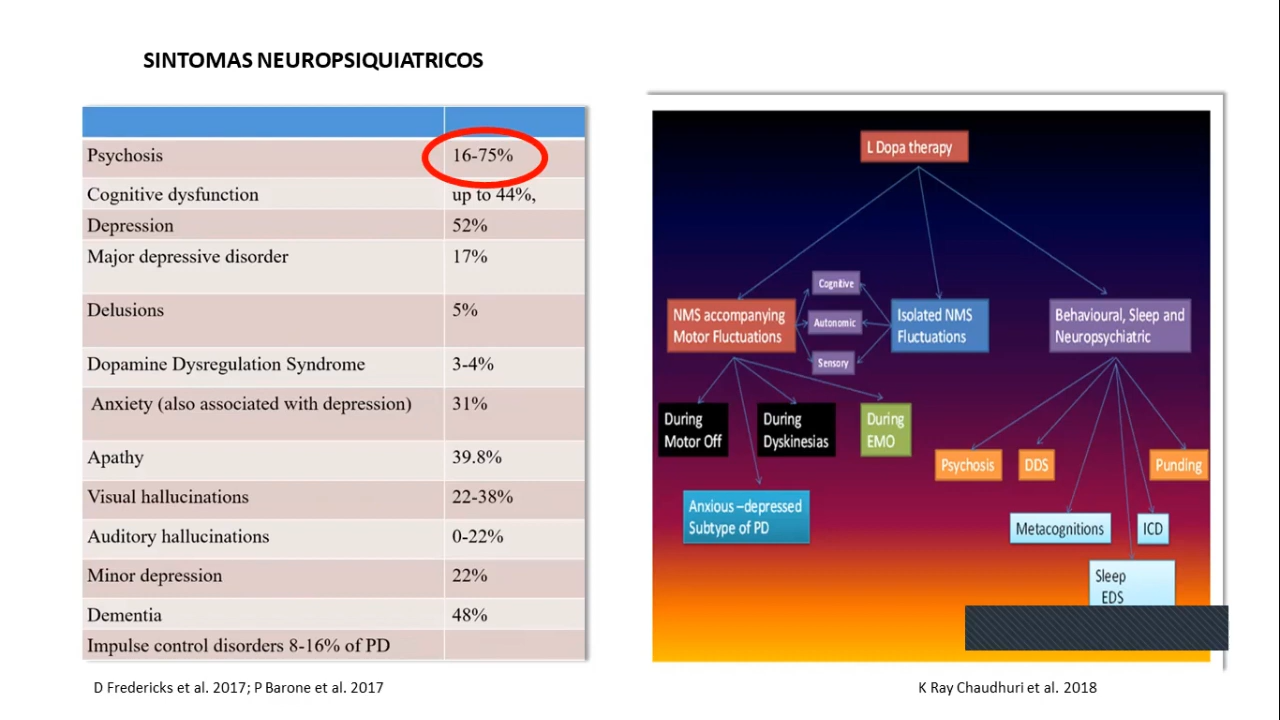 SINTOMAS NEUROPSIQUIATRICOS
Psychosis 16-75%
Cognitive dysfunction up to 44%,
Depression 52%
Major depressive disorder 17%
Delusions 5%
Dopamine Dysregulation Syndrome 3-4%
Anxiety (also associated with depression) 31%
Apathy 39.8%
Visual hallucinations 22-38%
Auditory hallucinations 0-22%
Minor depression 22%
Dementia 48%
Impulse control disorders 8-16% of PD
D Fredericks et al. 2017; P Barone et al. 2017
L Dopa therapy
NMS accompanying
Motor Fluctuations
Cognitive
Autonomic
Sensory
Isolated NMS
Fluctuations
Behavioural, Sleep and
Neuropsychiatric
During
Motor Off
During
Dyskinesias
During
EMO
Anxious –depressed
Subtype of PD
Psychosis
DDS
Punding
Metacognitions
ICD
Sleep
EDS
K Ray Chaudhuri et al. 2018